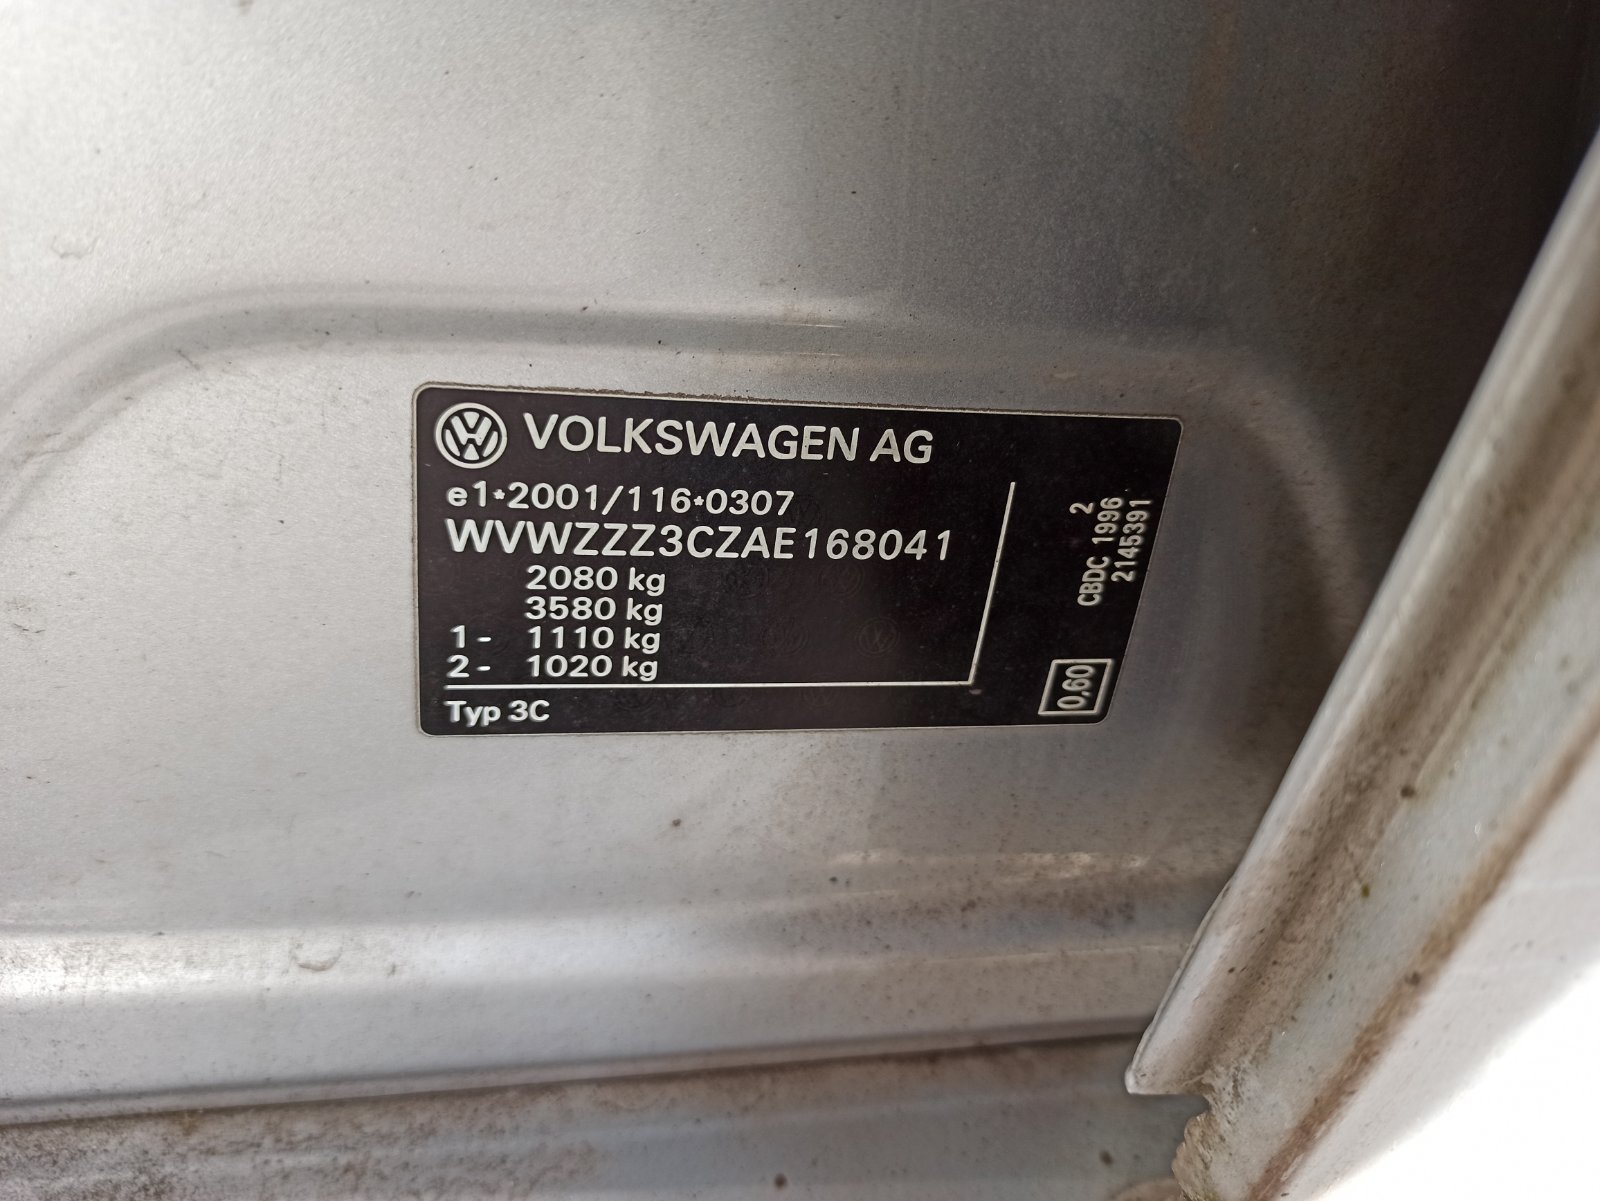 VOLKSWAGEN AG
e1*2001/116*0307
WVWZZZ3CZAE168041
2080 kg
3580 kg
1- 1110 kg
2- 1020 kg
Typ 3C
2
CBDC 1996
2145391
0,60